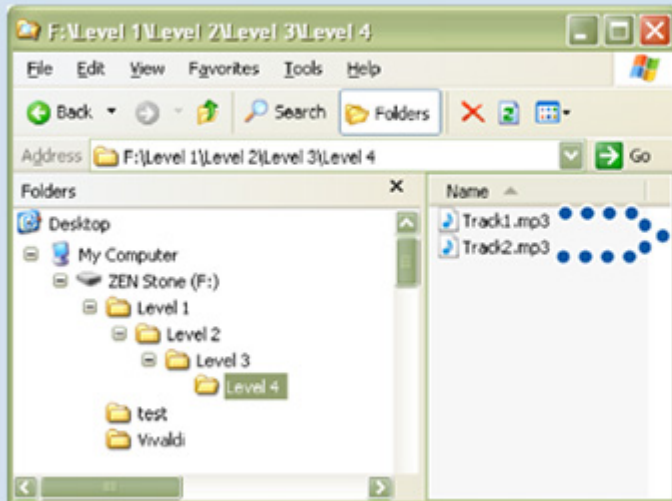 F:\Level 1\Level 2\Level 3\Level 4
File Edit View Favorites Tools Help
Back Search Folders
Address F:\Level 1\Level 2\Level 3\Level 4 Go
Folders
Desktop
My Computer
ZEN Stone (F:)
Level 1
Level 2
Level 3
Level 4
test
Vivaldi
Name
Track1.mp3
Track2.mp3